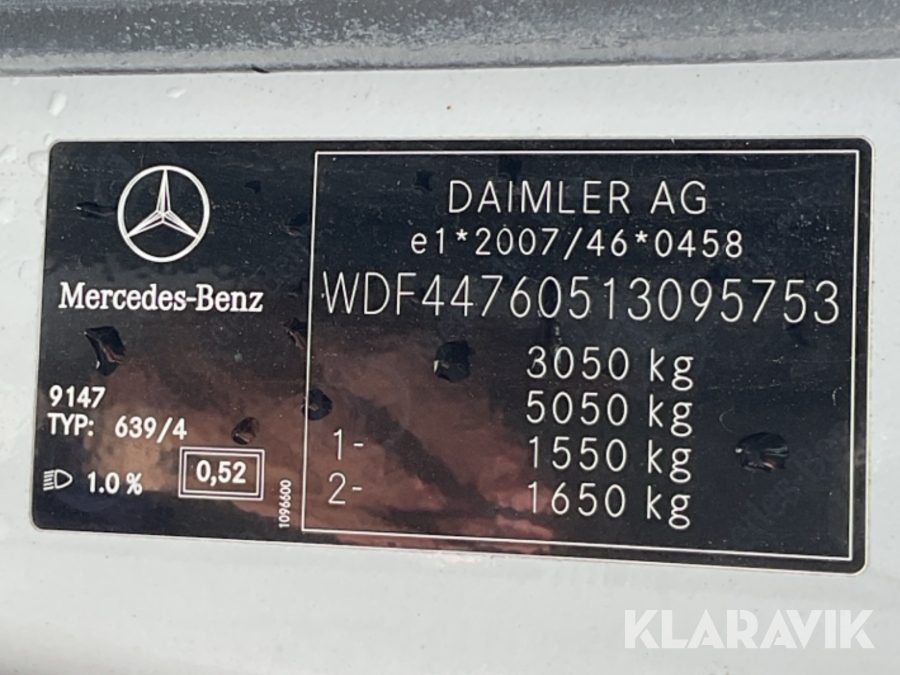 Mercedes-Benz
9147
TYP: 639/4
1.0 %
0,52
1096600
DAIMLER AG
e1*2007/46*0458
WDF44760513095753
3050 kg
5050 kg
1- 1550 kg
2- 1650 kg
KLARAVIK